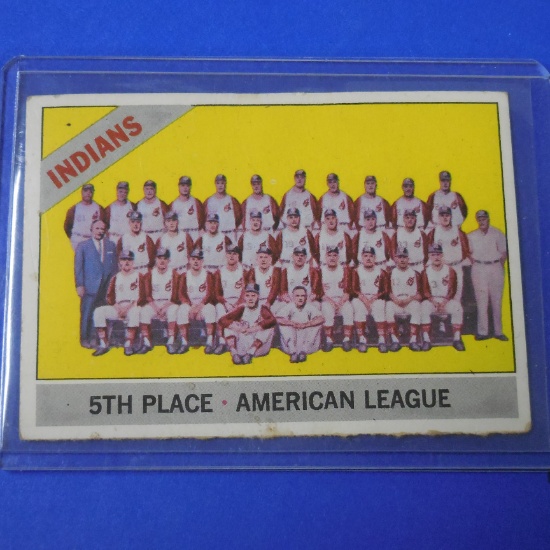 INDIANS
5TH PLACE • AMERICAN LEAGUE